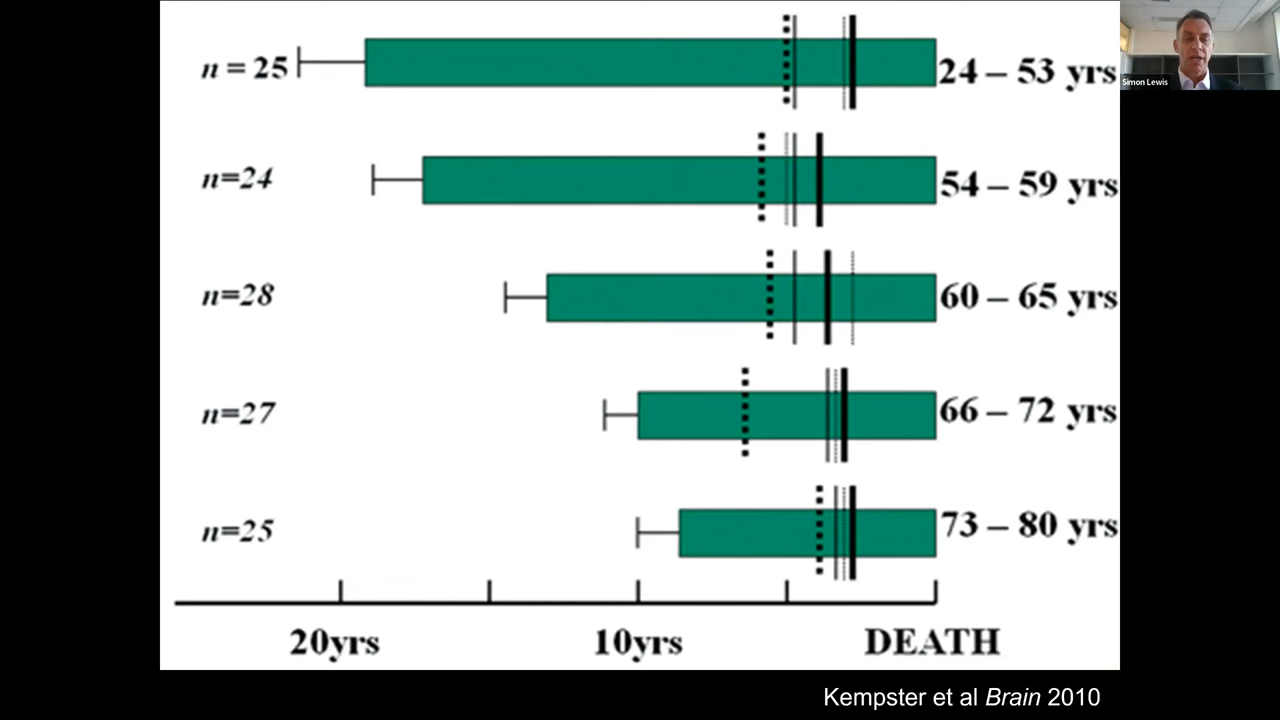 Simon Lewis
n = 25
24 – 53 yrs
n=24
54 – 59 yrs
n=28
60 – 65 yrs
n=27
66 – 72 yrs
n=25
73 – 80 yrs
20yrs
10yrs
DEATH
Kempster et al Brain 2010